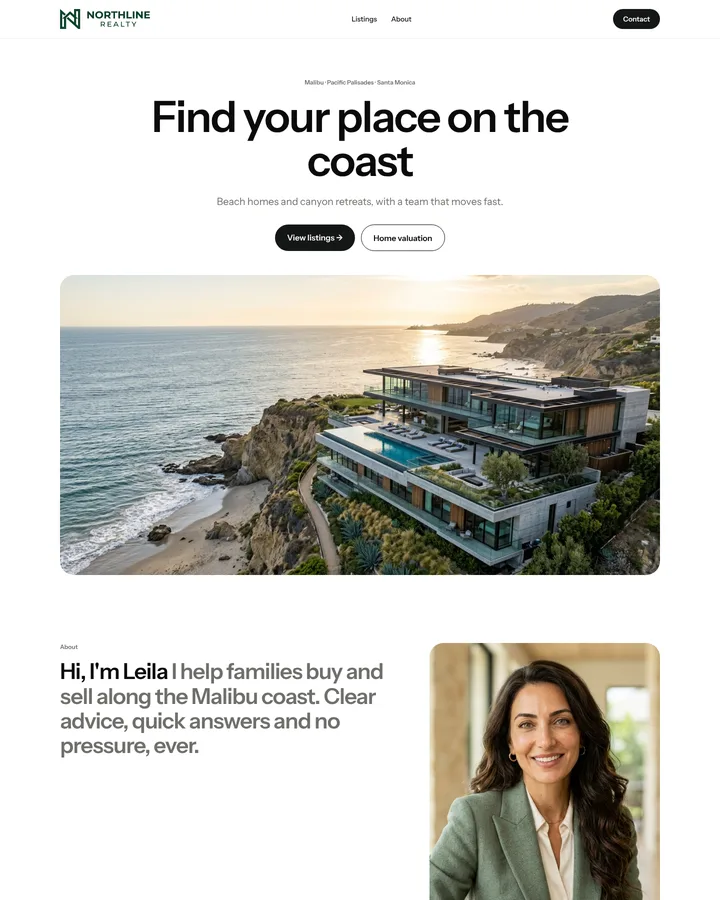 NORTHLINE
REALTY
Listings
About
Contact
Malibu · Pacific Palisades · Santa Monica
Find your place on the
coast
Beach homes and canyon retreats, with a team that moves fast.
View listings →
Home valuation
About
Hi, I'm Leila I help families buy and
sell along the Malibu coast. Clear
advice, quick answers and no
pressure, ever.